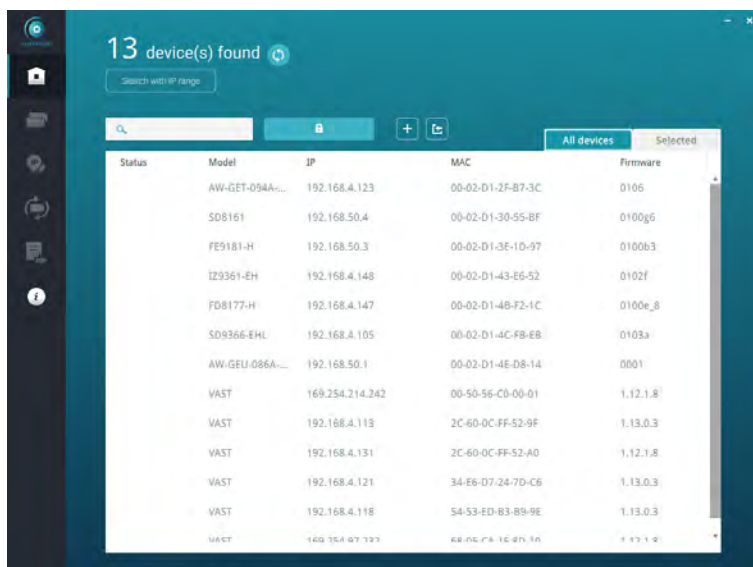 13 device(s) found
Search with IP range
All devices Selected
Status Model IP MAC Firmware
AW-GET-094A-... 192.168.4.123 00-02-D1-2F-B7-3C 0106
SD8161 192.168.50.4 00-02-D1-30-55-BF 0100g6
FE9181-H 192.168.50.3 00-02-D1-3E-1D-97 0100b3
IZ9361-EH 192.168.4.148 00-02-D1-43-E6-52 0102f
FD8177-H 192.168.4.147 00-02-D1-4B-F2-1C 0100e_8
SD9366-EHL 192.168.4.105 00-02-D1-4C-FB-EB 0103a
AW-GEU-086A-... 192.168.50.1 00-02-D1-4E-D8-14 0001
VAST 169.254.214.242 00-50-56-C0-00-01 1.12.1.8
VAST 192.168.4.113 2C-60-0C-FF-52-9F 1.13.0.3
VAST 192.168.4.131 2C-60-0C-FF-52-A0 1.12.1.8
VAST 192.168.4.121 34-E6-D7-24-7D-C6 1.13.0.3
VAST 192.168.4.118 54-53-ED-B3-B9-9E 1.13.0.3
VAST 169.254.97.232 1.12.1.8